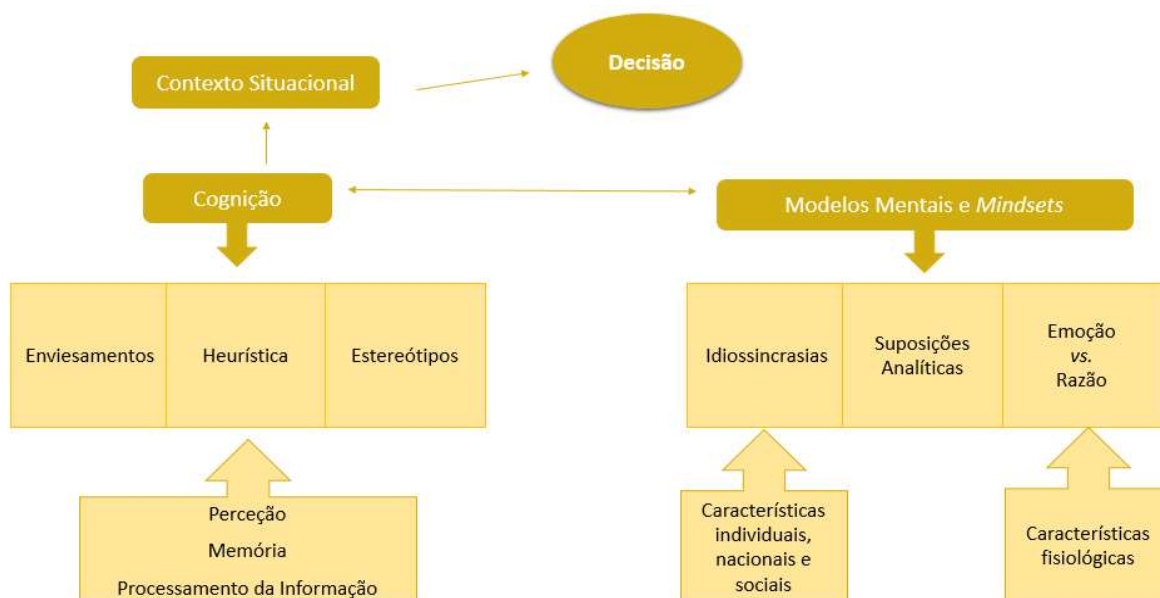 Decisão
Contexto Situacional
Cognição
Modelos Mentais e Mindsets
Enviesamentos
Heurística
Estereótipos
Idiossincrasias
Suposições
Analíticas
Emoção
vs.
Razão
Perceção
Memória
Processamento da Informação
Características
individuais,
nacionais e
sociais
Características
fisiológicas